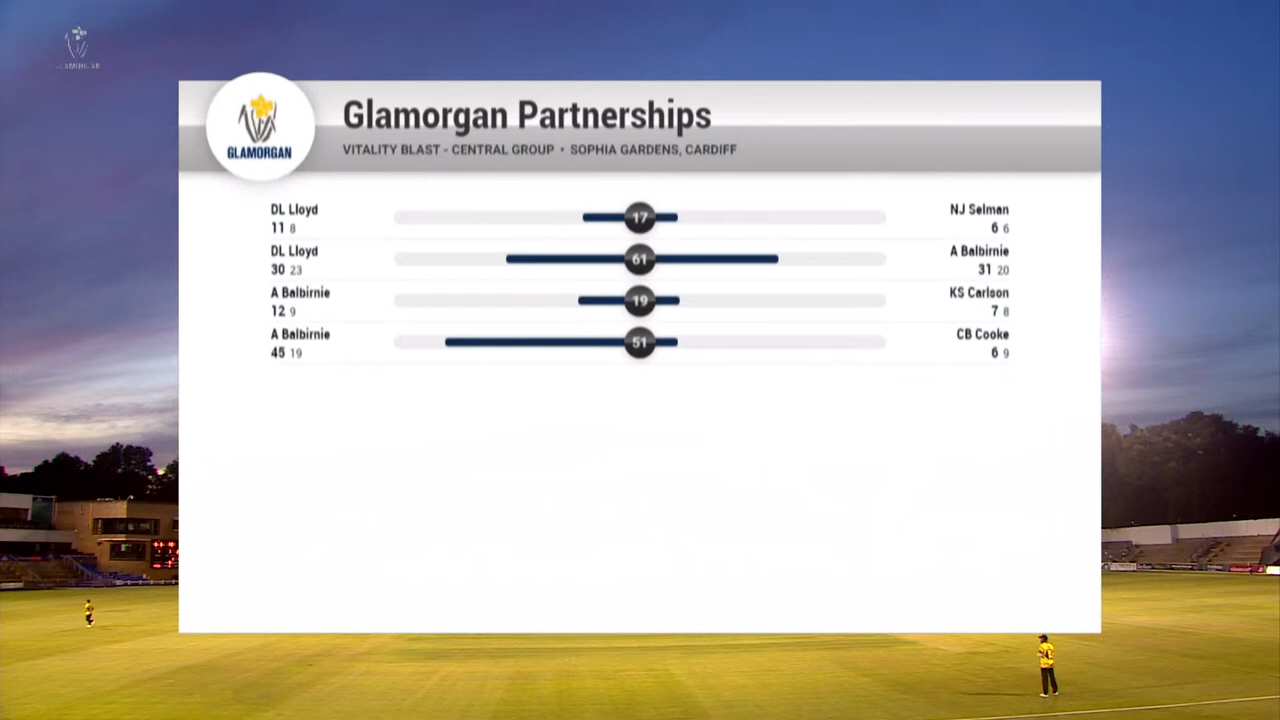 GLAMORGAN
Glamorgan Partnerships
VITALITY BLAST - CENTRAL GROUP • SOPHIA GARDENS, CARDIFF
DL Lloyd
11 8
17
NJ Selman
6 6
DL Lloyd
30 23
61
A Balbirnie
31 20
A Balbirnie
12 9
19
KS Carlson
7 8
A Balbirnie
45 19
51
CB Cooke
6 9